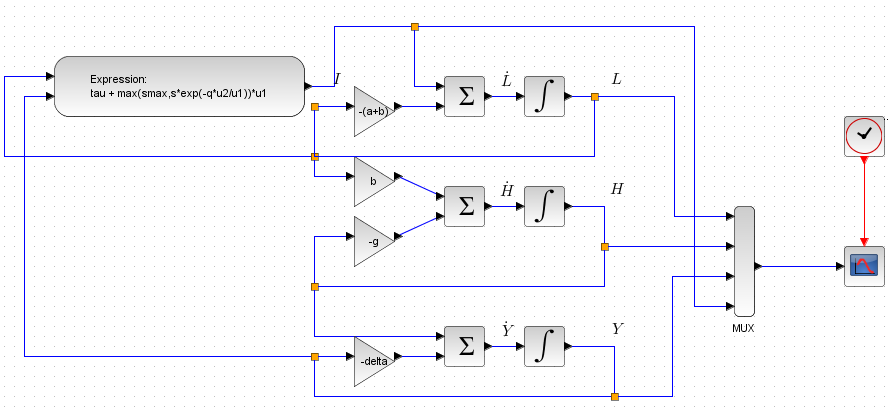 Expression:
tau + max(smax,s*exp(-q*u2/u1))*u1
I
-(a+b)
Σ
L̇
∫
L
b
-g
Σ
Ḣ
∫
H
-delta
Σ
Ẏ
∫
Y
MUX